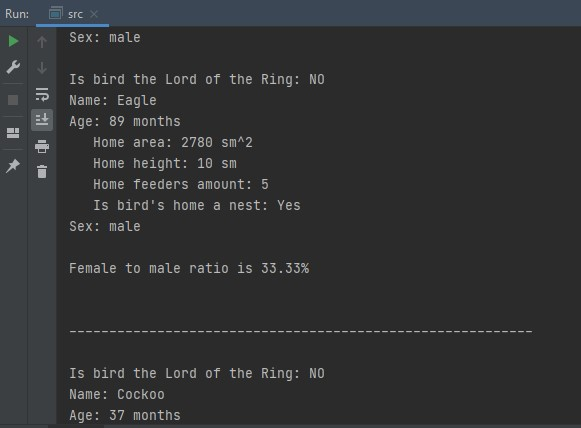 Run: src
Sex: male
Is bird the Lord of the Ring: NO
Name: Eagle
Age: 89 months
Home area: 2780 sm^2
Home height: 10 sm
Home feeders amount: 5
Is bird's home a nest: Yes
Sex: male
Female to male ratio is 33.33%
----------------------------------------------------------
Is bird the Lord of the Ring: NO
Name: Cockoo
Age: 37 months